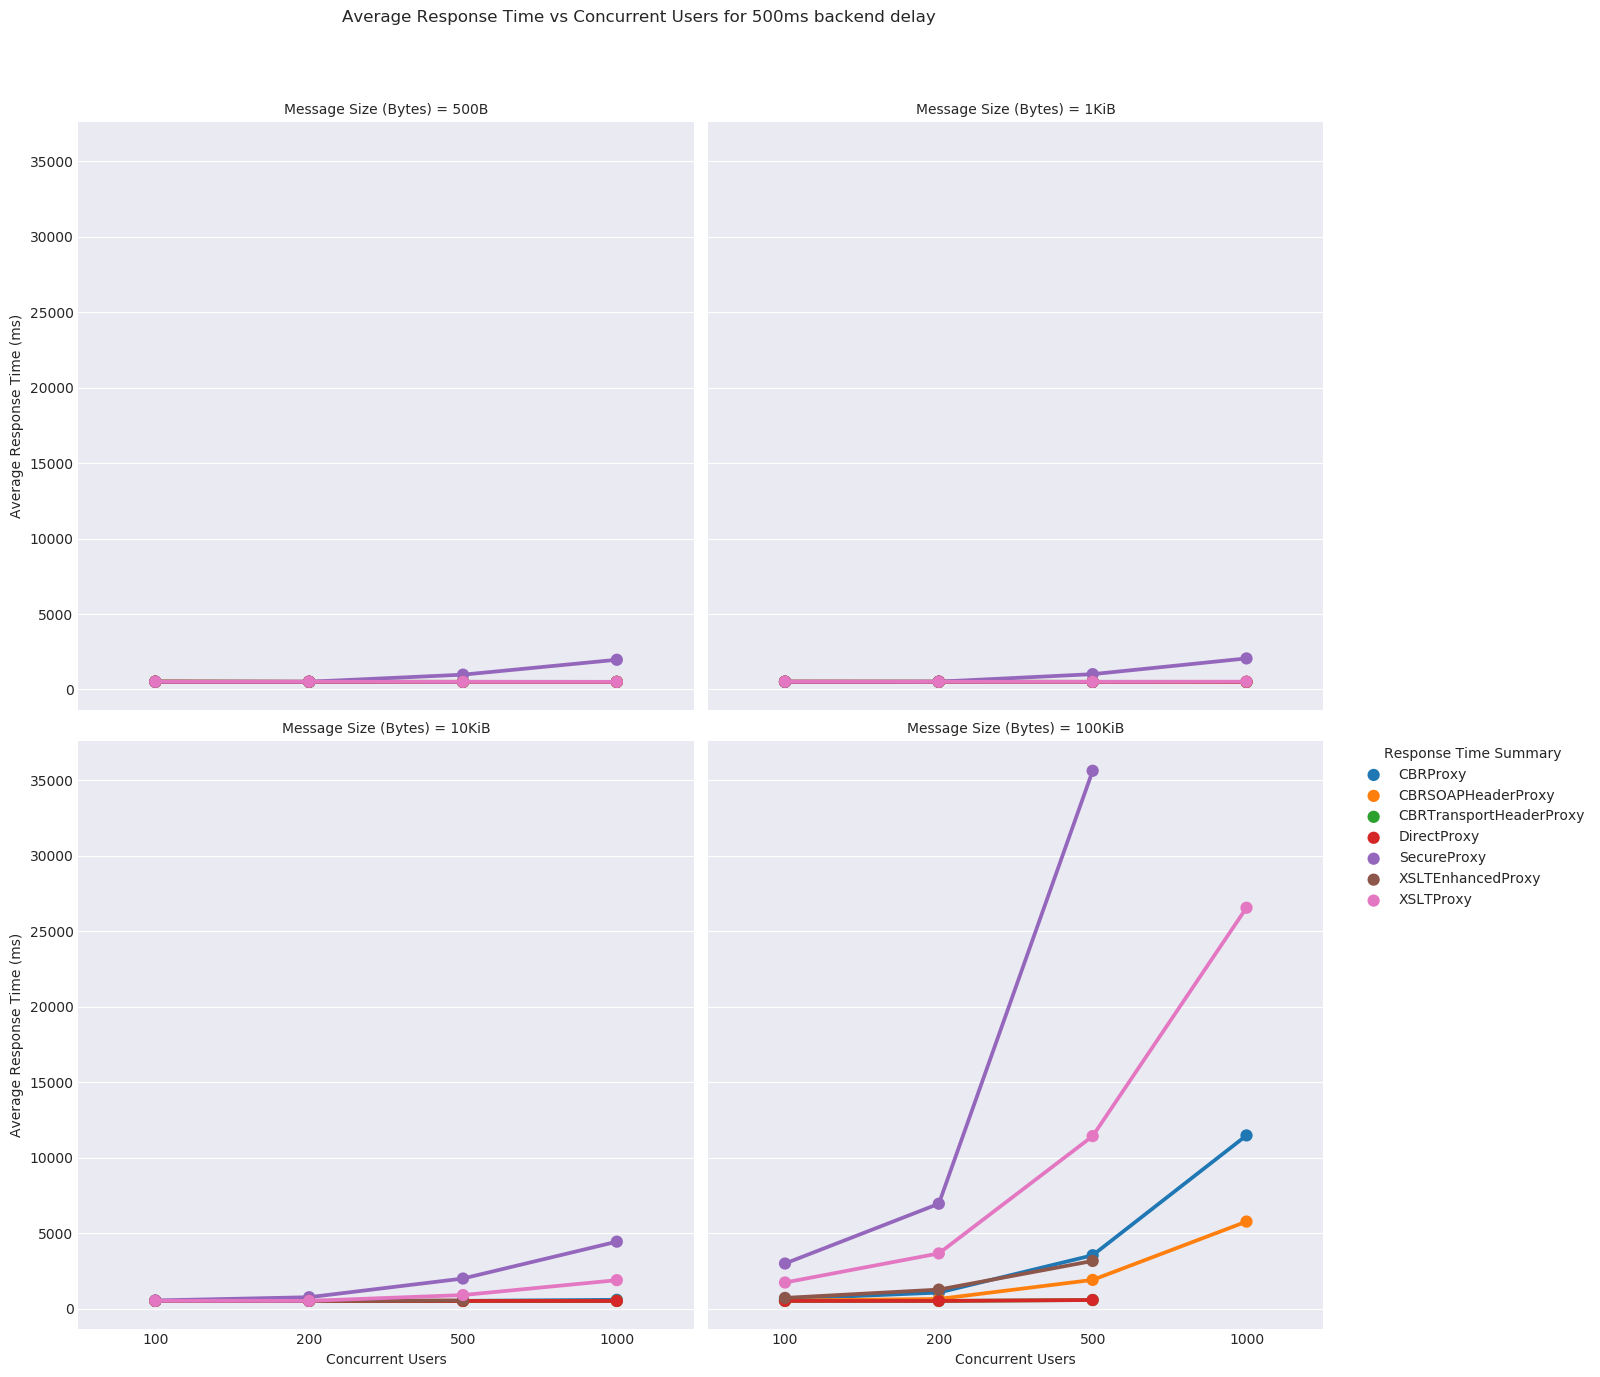 Average Response Time vs Concurrent Users for 500ms backend delay
Message Size (Bytes) = 500B
Message Size (Bytes) = 1KiB
35000
30000
25000
20000
15000
10000
5000
0
Average Response Time (ms)
Message Size (Bytes) = 10KiB
Message Size (Bytes) = 100KiB
35000
30000
25000
20000
15000
10000
5000
0
Average Response Time (ms)
100
200
500
1000
Concurrent Users
100
200
500
1000
Concurrent Users
Response Time Summary
CBRProxy
CBRSOAPHeaderProxy
CBRTransportHeaderProxy
DirectProxy
SecureProxy
XSLTEnhancedProxy
XSLTProxy